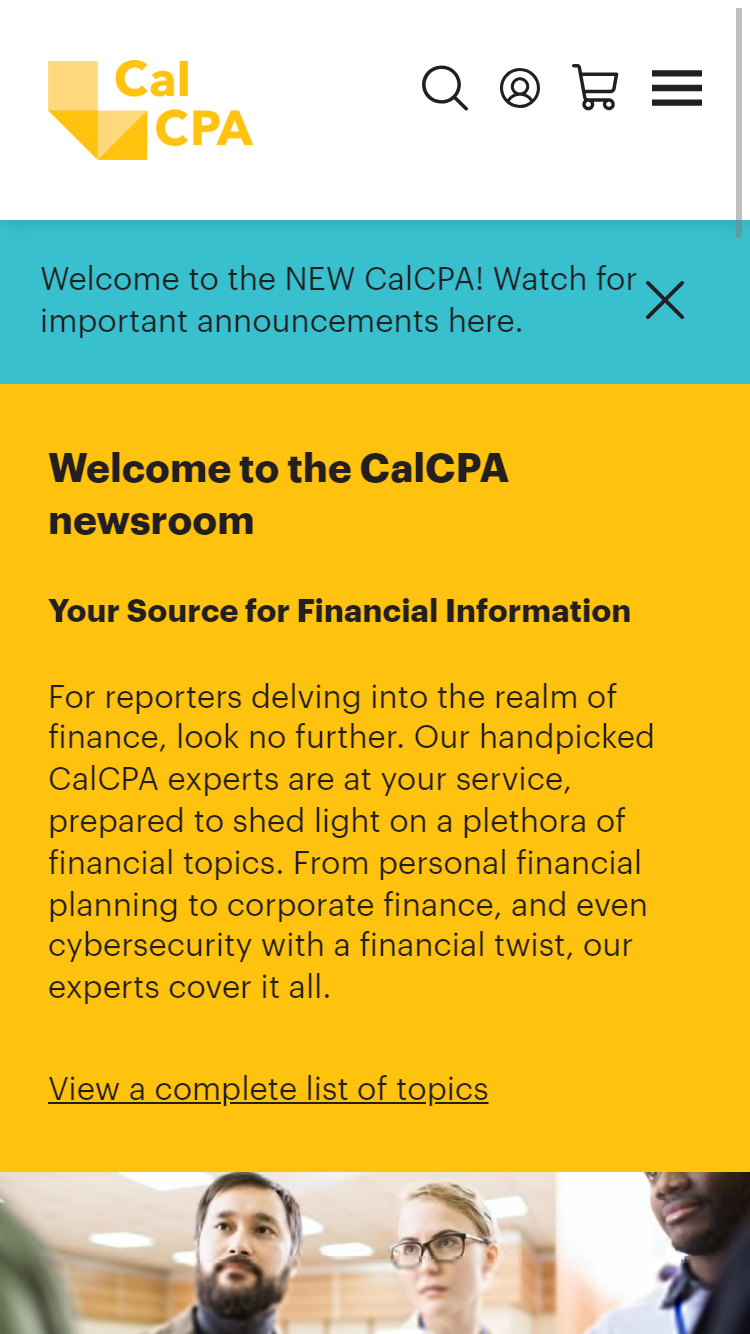 Cal
CPA
Welcome to the NEW CalCPA! Watch for
important announcements here.
Welcome to the CalCPA
newsroom
Your Source for Financial Information
For reporters delving into the realm of
finance, look no further. Our handpicked
CalCPA experts are at your service,
prepared to shed light on a plethora of
financial topics. From personal financial
planning to corporate finance, and even
cybersecurity with a financial twist, our
experts cover it all.
View a complete list of topics